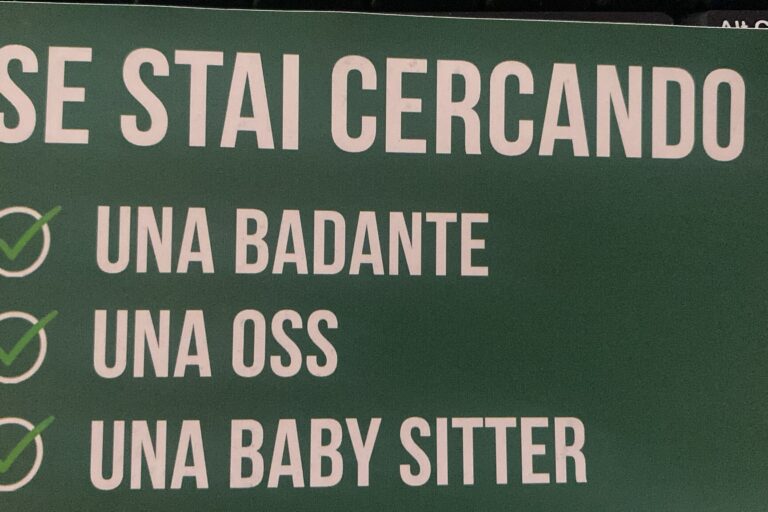 SE STAI CERCANDO
UNA BADANTE
UNA OSS
UNA BABY SITTER